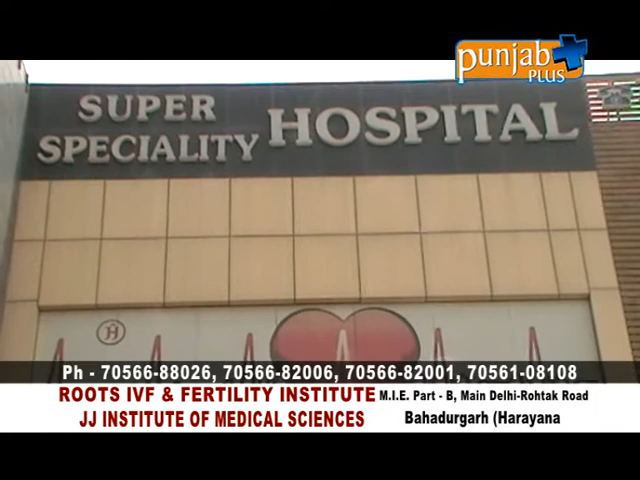 punjab
PLUS
SUPER
SPECIALITY HOSPITAL
H
Ph - 70566-88026, 70566-82006, 70566-82001, 70561-08108
ROOTS IVF & FERTILITY INSTITUTE M.I.E. Part - B, Main Delhi-Rohtak Road
JJ INSTITUTE OF MEDICAL SCIENCES Bahadurgarh (Harayana